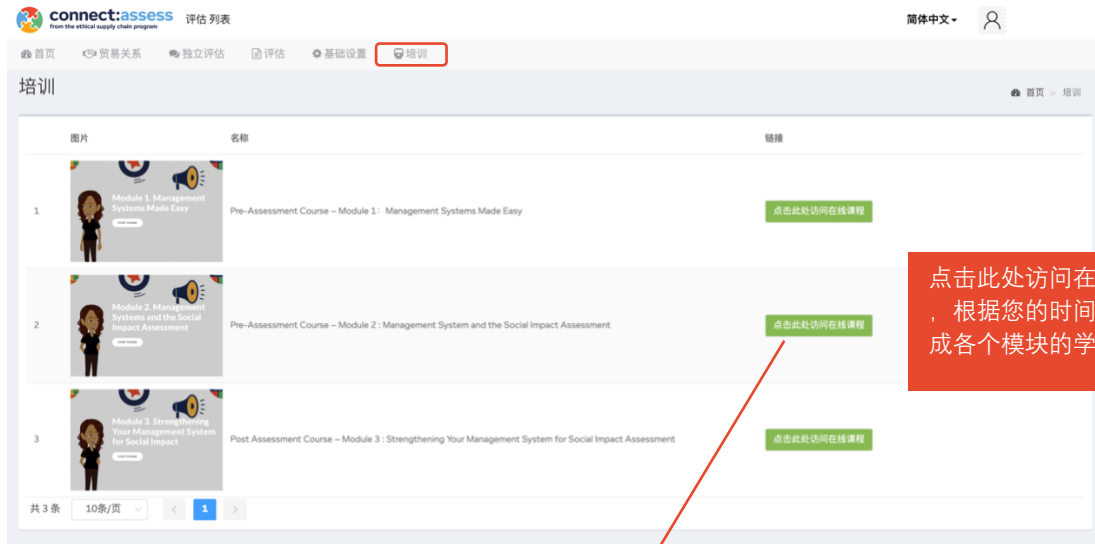 connect:assess 评估 列表
from the ethical supply chain program
简体中文
首页 贸易关系 独立评估 评估 基础设置 培训
培训
首页 > 培训
图片 名称 链接
Module 1. Management
Systems Made Easy
START COURSE
1 Pre-Assessment Course – Module 1: Management Systems Made Easy 点击此处访问在线课程
点击此处访问在
，根据您的时间
成各个模块的学
Module 2. Management
Systems and the Social
Impact Assessment
START COURSE
2 Pre-Assessment Course – Module 2 : Management System and the Social Impact Assessment 点击此处访问在线课程
Module 3. Strengthening
Your Management System
for Social Impact
START COURSE
3 Post Assessment Course – Module 3 : Strengthening Your Management System for Social Impact Assessment 点击此处访问在线课程
共 3 条 10条/页 < 1 >